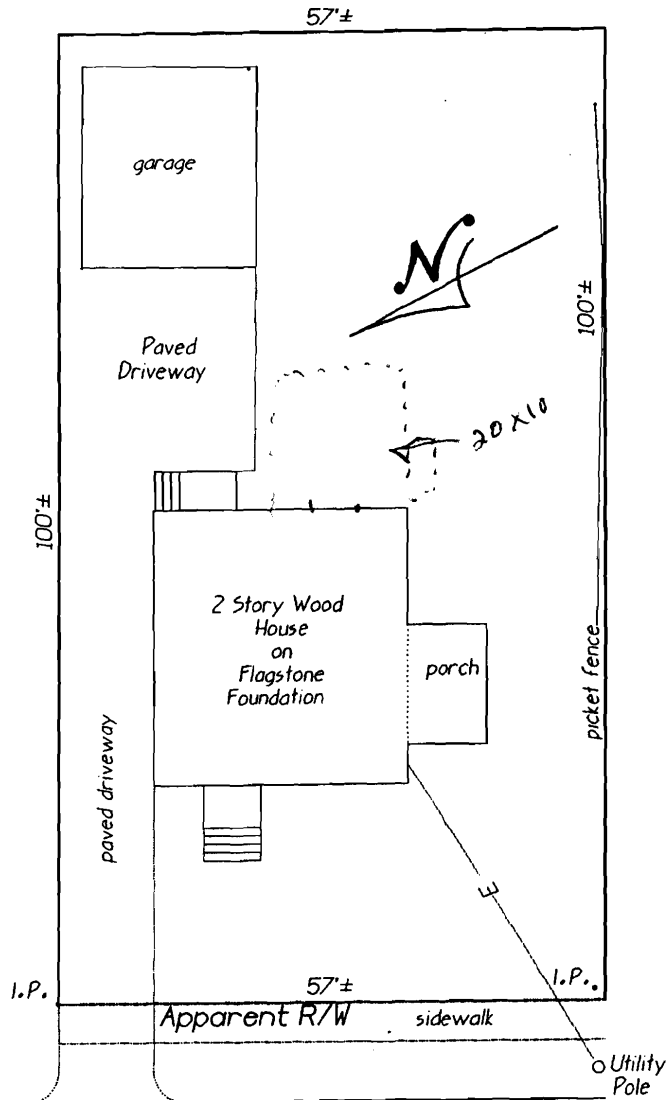 57'±
garage
N
Paved
Driveway
100'±
20 x 10
100'±
2 Story Wood
House
on
Flagstone
Foundation
porch
picket fence
paved driveway
E
I.P.
57'±
I.P.
Apparent R/W
sidewalk
Utility
Pole